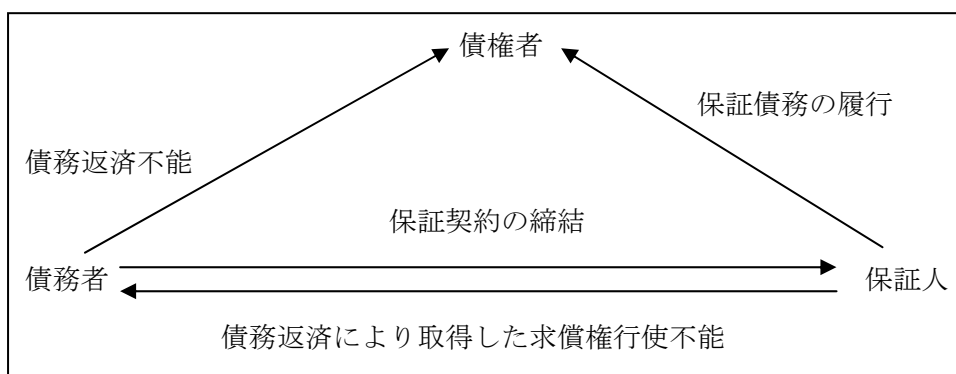 債権者
保証債務の履行
債務返済不能
保証契約の締結
債務者
保証人
債務返済により取得した求償権行使不能